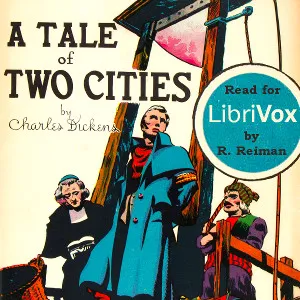 A TALE
of
TWO CITIES
by
Charles Dickens
Read for
LibriVox
by
R. Reiman